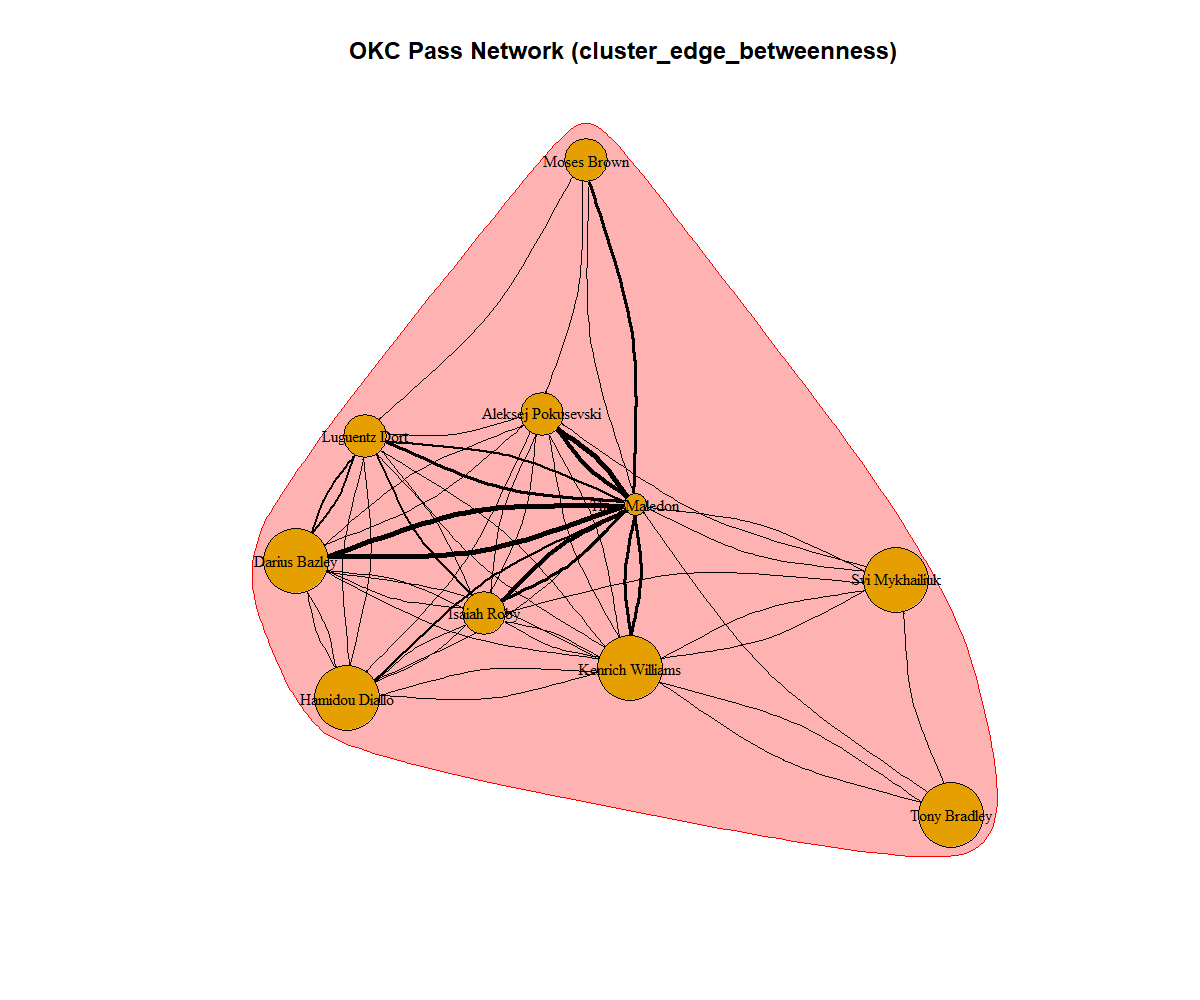 OKC Pass Network (cluster_edge_betweenness)
Moses Brown
Aleksej Pokusevski
Luguentz Dort
Maledon
Darius Bazley
Svi Mykhailiuk
Isaiah Roby
Kenrich Williams
Hamidou Diallo
Tony Bradley